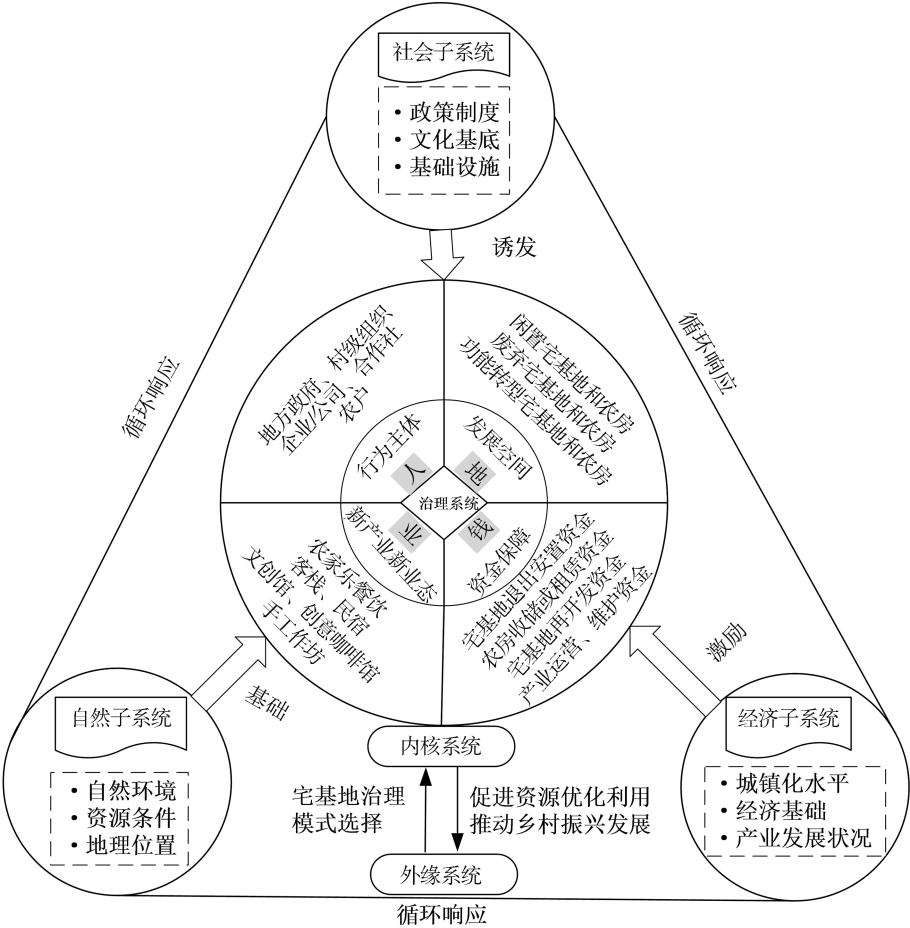 社会子系统
• 政策制度
• 文化基底
• 基础设施
诱发
循环响应
循环响应
地方政府、村级组织
企业/公司、合作社
农户
行为主体
人
闲置宅基地和农房
废弃宅基地和农房
功能转型宅基地和农房
发展空间
地
治理系统
业
新产业新业态
农家乐餐饮
客栈、民宿
文创馆、创意咖啡馆
手工作坊
钱
资金保障
宅基地退出安置资金
农房收储或租赁资金
宅基地再开发资金
产业运营、维护资金
基础
激励
自然子系统
• 自然环境
• 资源条件
• 地理位置
内核系统
宅基地治理
模式选择
促进资源优化利用
推动乡村振兴发展
外缘系统
经济子系统
• 城镇化水平
• 经济基础
• 产业发展状况
循环响应